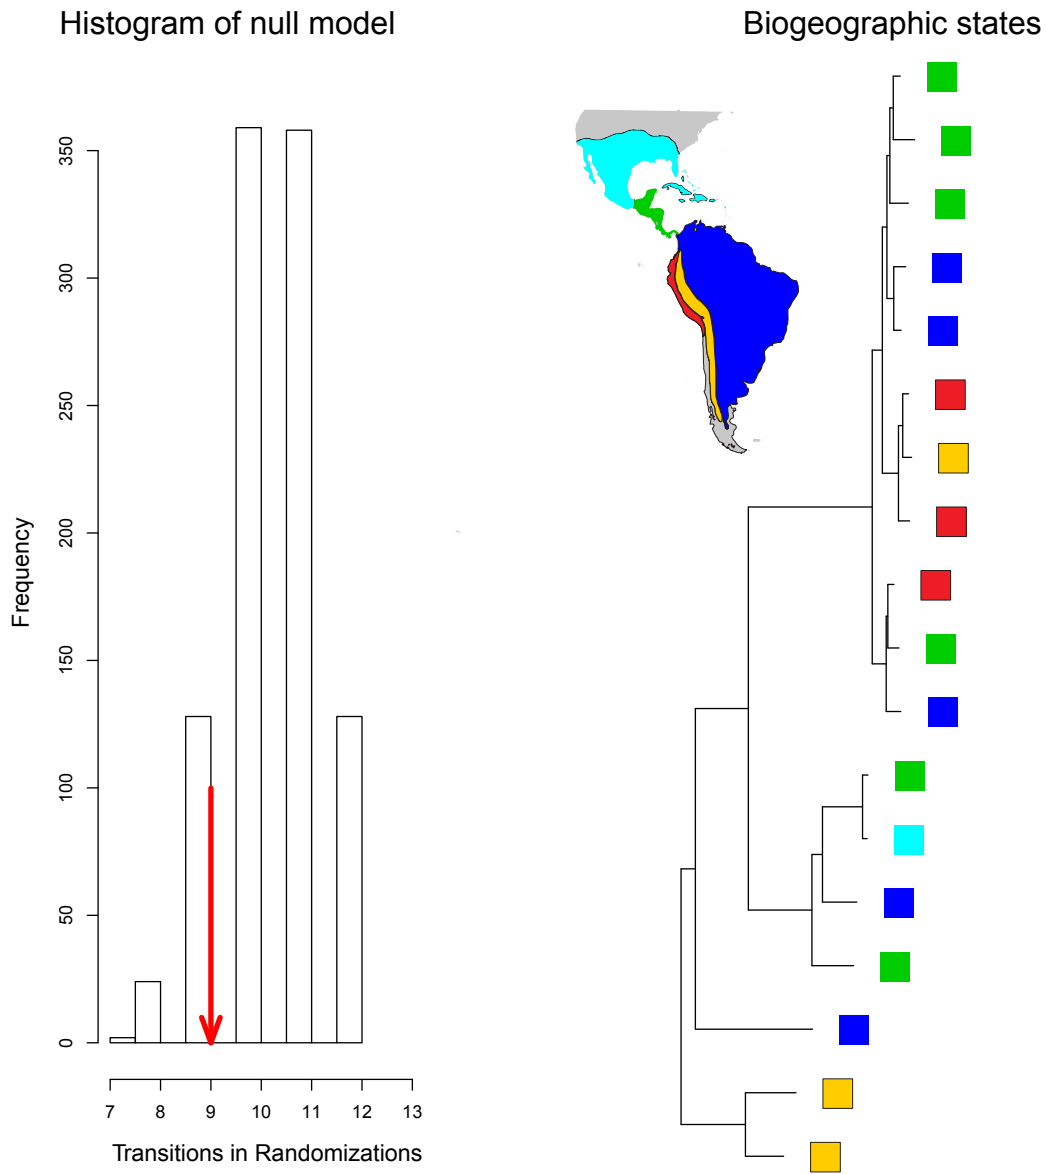 Histogram of null model
Biogeographic states
350
300
250
200
150
100
50
0
Frequency
7 8 9 10 11 12 13
Transitions in Randomizations